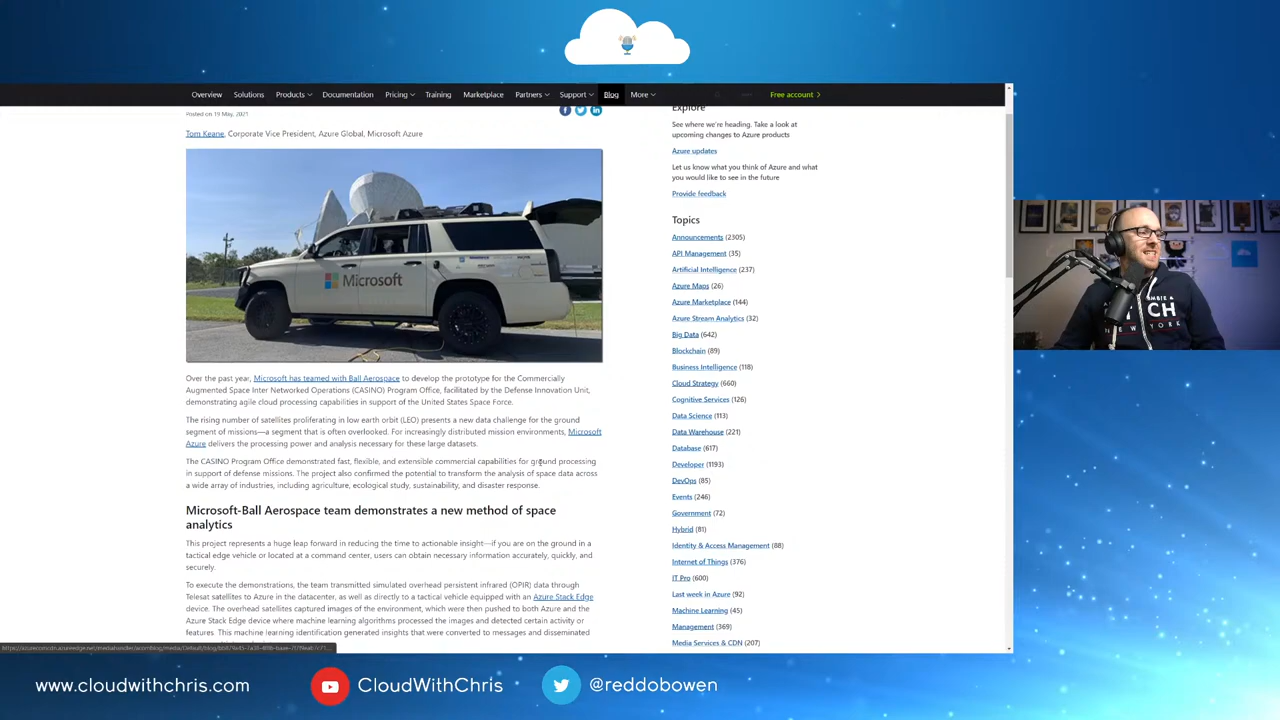 Overview Solutions Products Documentation Pricing Training Marketplace Partners Support Blog More Free account
Posted on 19 May, 2021
Tom Keane, Corporate Vice President, Azure Global, Microsoft Azure
Microsoft
Over the past year, Microsoft has teamed with Ball Aerospace to develop the prototype for the Commercially
Augmented Space Inter Networked Operations (CASINO) Program Office, facilitated by the Defense Innovation Unit,
demonstrating agile cloud processing capabilities in support of the United States Space Force.
The rising number of satellites proliferating in low earth orbit (LEO) presents a new data challenge for the ground
segment of missions—a segment that is often overlooked. For increasingly distributed mission environments, Microsoft
Azure delivers the processing power and analysis necessary for these large datasets.
The CASINO Program Office demonstrated fast, flexible, and extensible commercial capabilities for ground processing
in support of defense missions. The project also confirmed the potential to transform the analysis of space data across
a wide array of industries, including agriculture, ecological study, sustainability, and disaster response.
Microsoft-Ball Aerospace team demonstrates a new method of space
analytics
This project represents a huge leap forward in reducing the time to actionable insight—if you are on the ground in a
tactical edge vehicle or located at a command center, users can obtain necessary information accurately, quickly, and
securely.
To execute the demonstrations, the team transmitted simulated overhead persistent infrared (OPIR) data through
Telesat satellites to Azure in the datacenter, as well as directly to a tactical vehicle equipped with an Azure Stack Edge
device. The overhead satellites captured images of the environment, which were then pushed to both Azure and the
Azure Stack Edge device where machine learning algorithms processed the images and detected certain activity or
features. This machine learning identification generated insights that were converted to messages and disseminated
Explore
See where we're heading. Take a look at
upcoming changes to Azure products
Azure updates
Let us know what you think of Azure and what
you would like to see in the future
Provide feedback
Topics
Announcements (2305)
API Management (35)
Artificial Intelligence (237)
Azure Maps (26)
Azure Marketplace (144)
Azure Stream Analytics (32)
Big Data (642)
Blockchain (89)
Business Intelligence (118)
Cloud Strategy (660)
Cognitive Services (126)
Data Science (113)
Data Warehouse (221)
Database (617)
Developer (1193)
DevOps (85)
Events (246)
Government (72)
Hybrid (81)
Identity & Access Management (88)
Internet of Things (376)
IT Pro (600)
Last week in Azure (92)
Machine Learning (45)
Management (369)
Media Services & CDN (207)
NEW YORK
www.cloudwithchris.com CloudWithChris @reddobowen